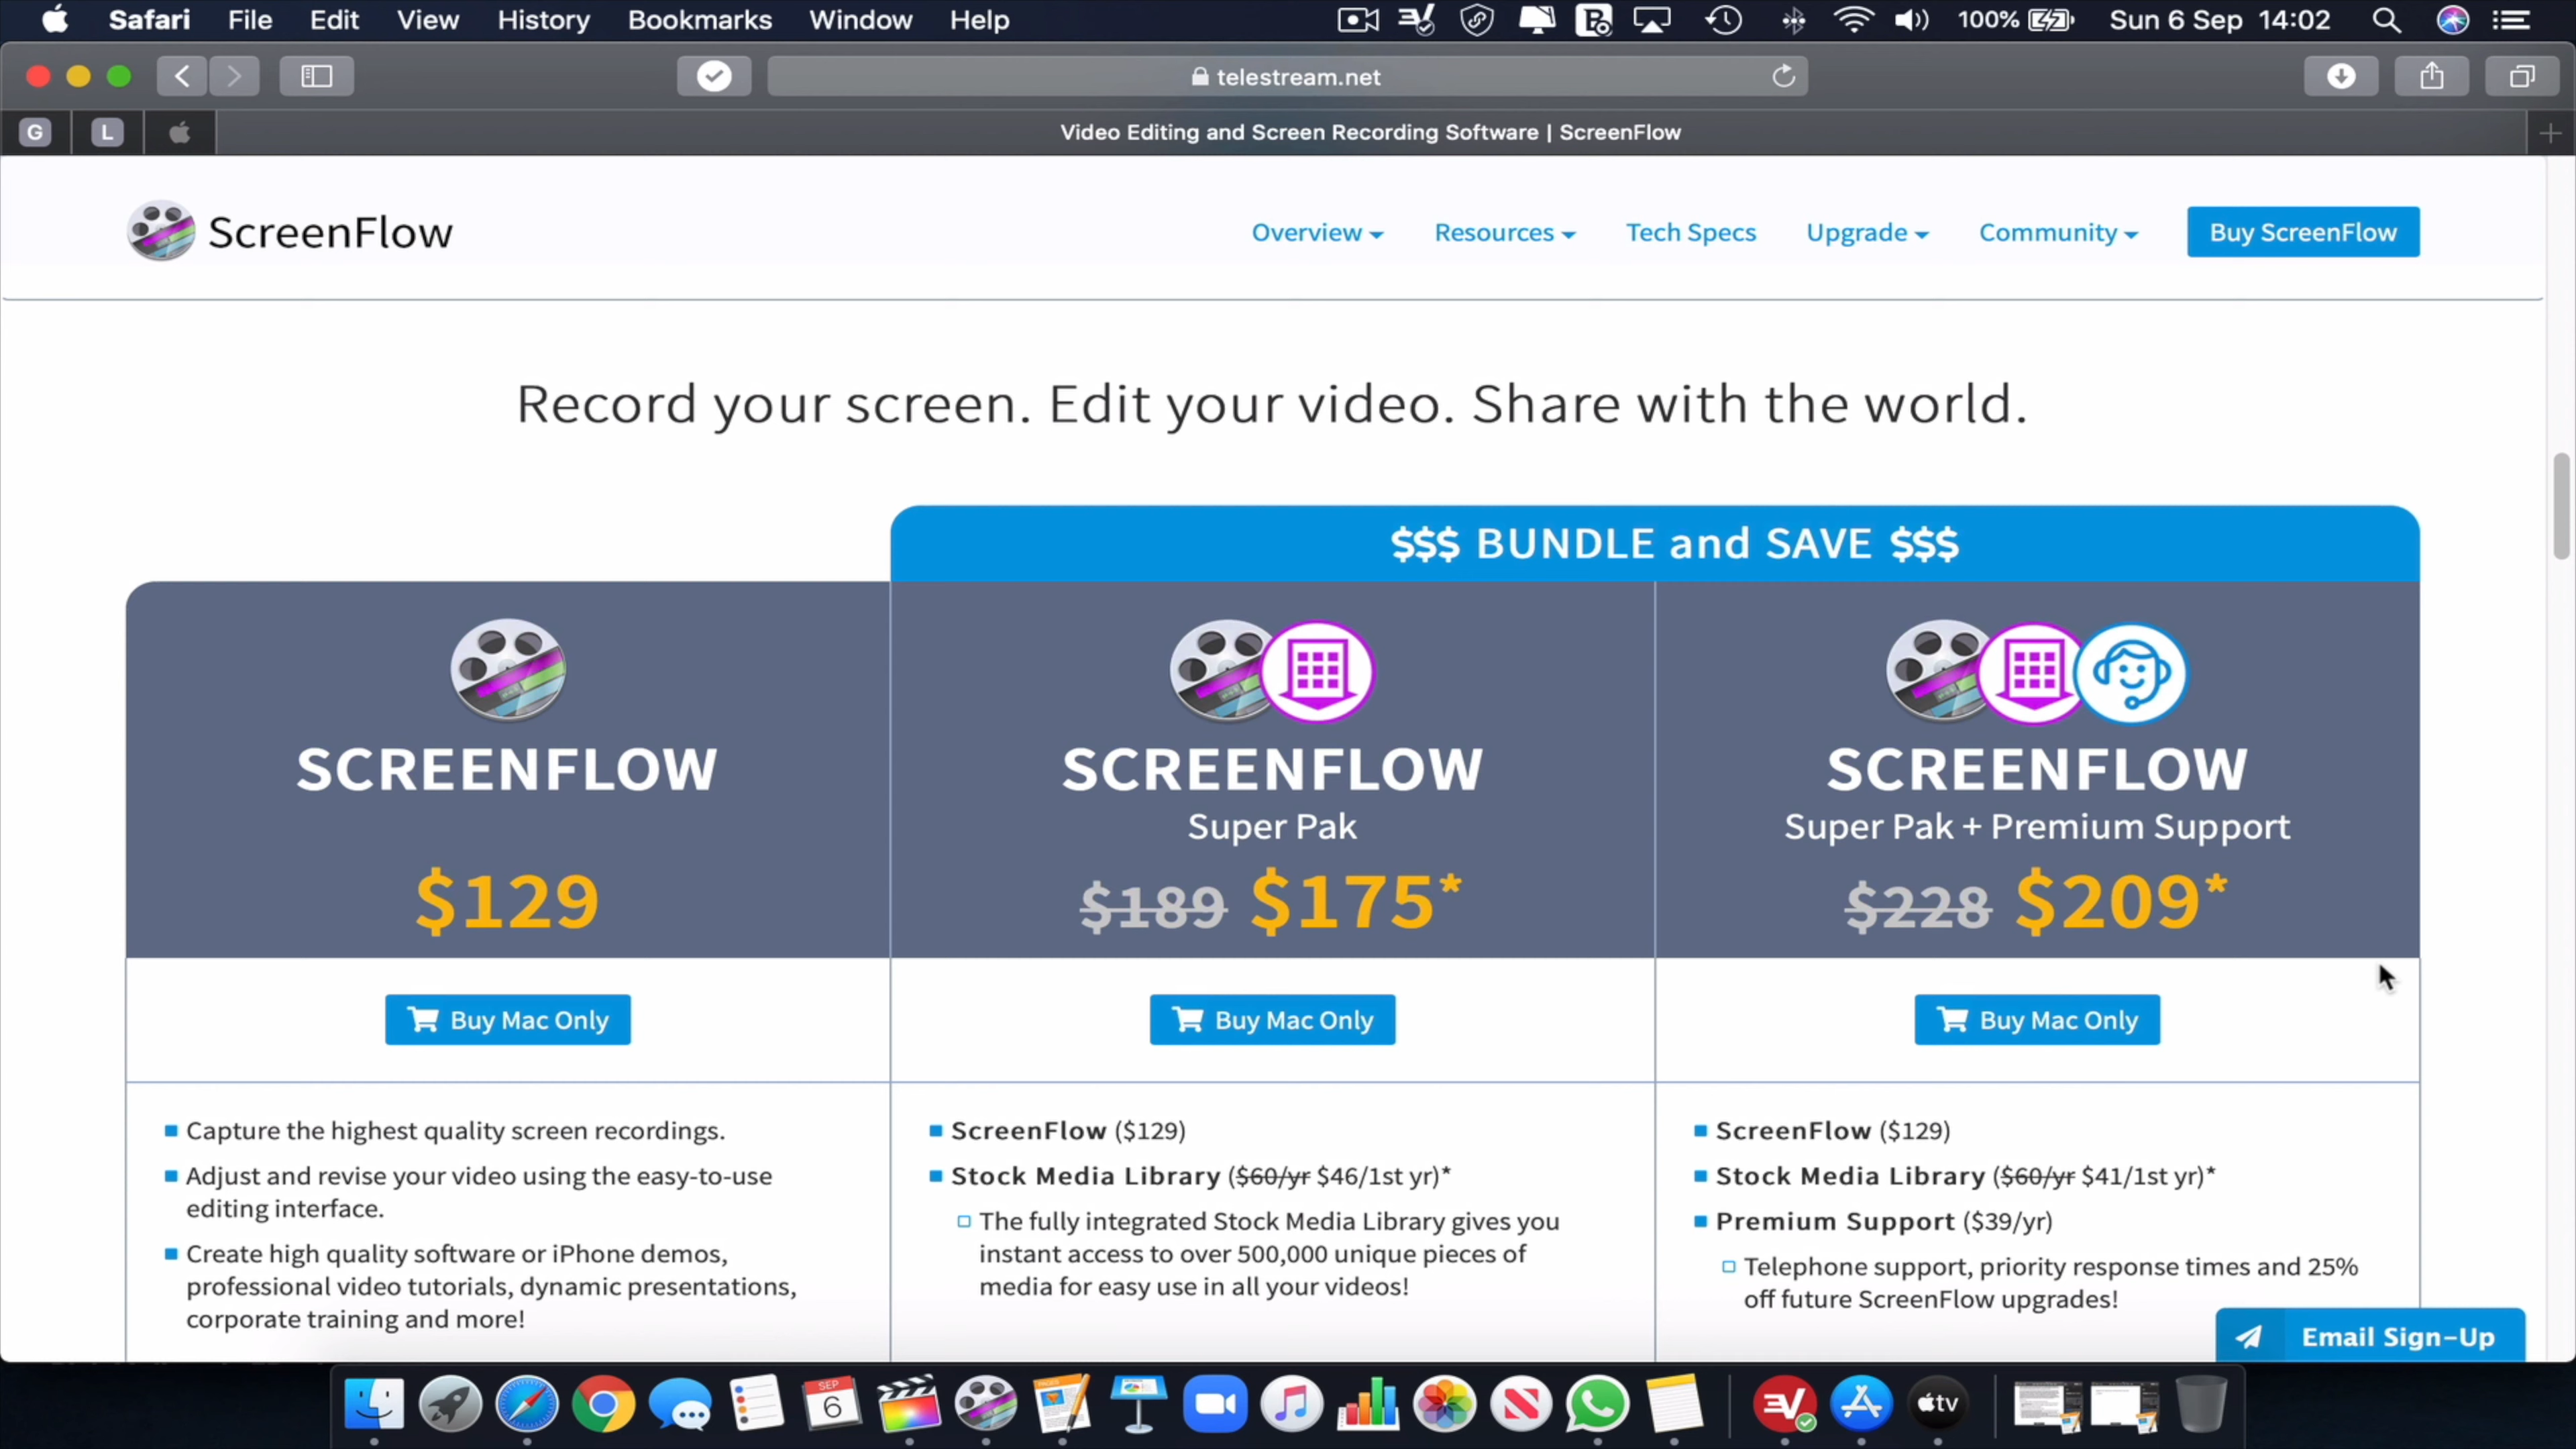 Safari File Edit View History Bookmarks Window Help 100% Sun 6 Sep 14:02
telestream.net
G L Video Editing and Screen Recording Software | ScreenFlow
ScreenFlow Overview Resources Tech Specs Upgrade Community Buy ScreenFlow
Record your screen. Edit your video. Share with the world.
$$$ BUNDLE and SAVE $$$
SCREENFLOW
$129
Buy Mac Only
Capture the highest quality screen recordings.
Adjust and revise your video using the easy-to-use
editing interface.
Create high quality software or iPhone demos,
professional video tutorials, dynamic presentations,
corporate training and more!
SCREENFLOW
Super Pak
$189 $175*
Buy Mac Only
ScreenFlow ($129)
Stock Media Library ($60/yr $46/1st yr)*
The fully integrated Stock Media Library gives you
instant access to over 500,000 unique pieces of
media for easy use in all your videos!
SCREENFLOW
Super Pak + Premium Support
$228 $209*
Buy Mac Only
ScreenFlow ($129)
Stock Media Library ($60/yr $41/1st yr)*
Premium Support ($39/yr)
Telephone support, priority response times and 25%
off future ScreenFlow upgrades!
Email Sign-Up
SEP
6
tv